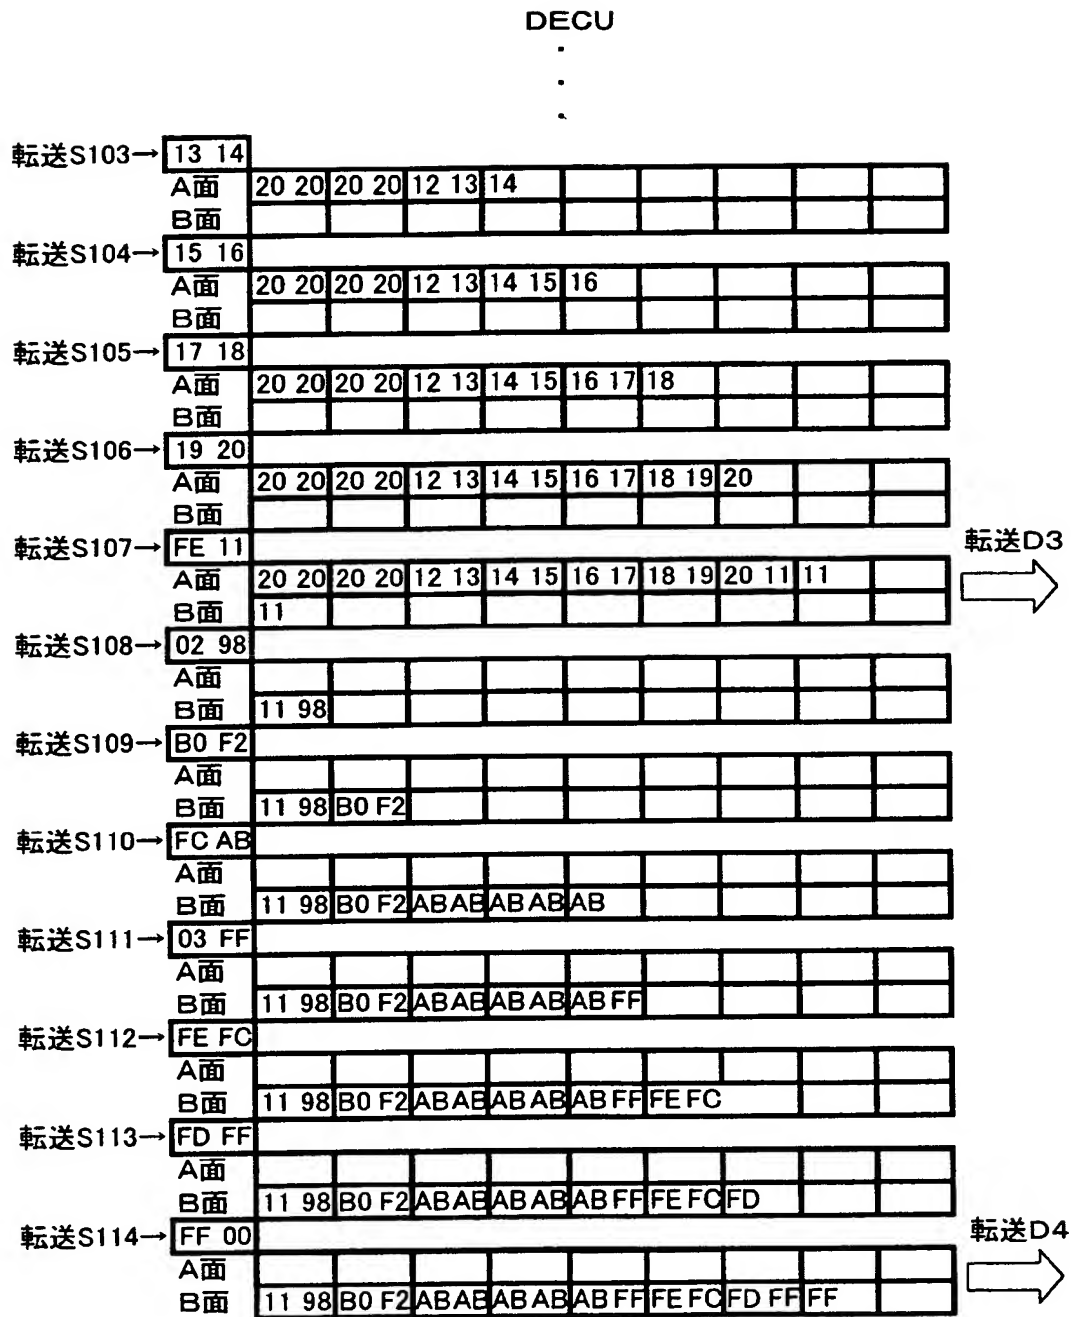 DECU
・
・
・
転送S103→ 13 14
A面 20 20 20 20 12 13 14
B面
転送S104→ 15 16
A面 20 20 20 20 12 13 14 15 16
B面
転送S105→ 17 18
A面 20 20 20 20 12 13 14 15 16 17 18
B面
転送S106→ 19 20
A面 20 20 20 20 12 13 14 15 16 17 18 19 20
B面
転送S107→ FE 11 転送D3
A面 20 20 20 20 12 13 14 15 16 17 18 19 20 11 11
B面 11
転送S108→ 02 98
A面
B面 11 98
転送S109→ B0 F2
A面
B面 11 98 B0 F2
転送S110→ FC AB
A面
B面 11 98 B0 F2 AB AB AB AB AB
転送S111→ 03 FF
A面
B面 11 98 B0 F2 AB AB AB AB AB FF
転送S112→ FE FC
A面
B面 11 98 B0 F2 AB AB AB AB AB FF FE FC
転送S113→ FD FF
A面
B面 11 98 B0 F2 AB AB AB AB AB FF FE FC FD
転送S114→ FF 00 転送D4
A面
B面 11 98 B0 F2 AB AB AB AB AB FF FE FC FD FF FF